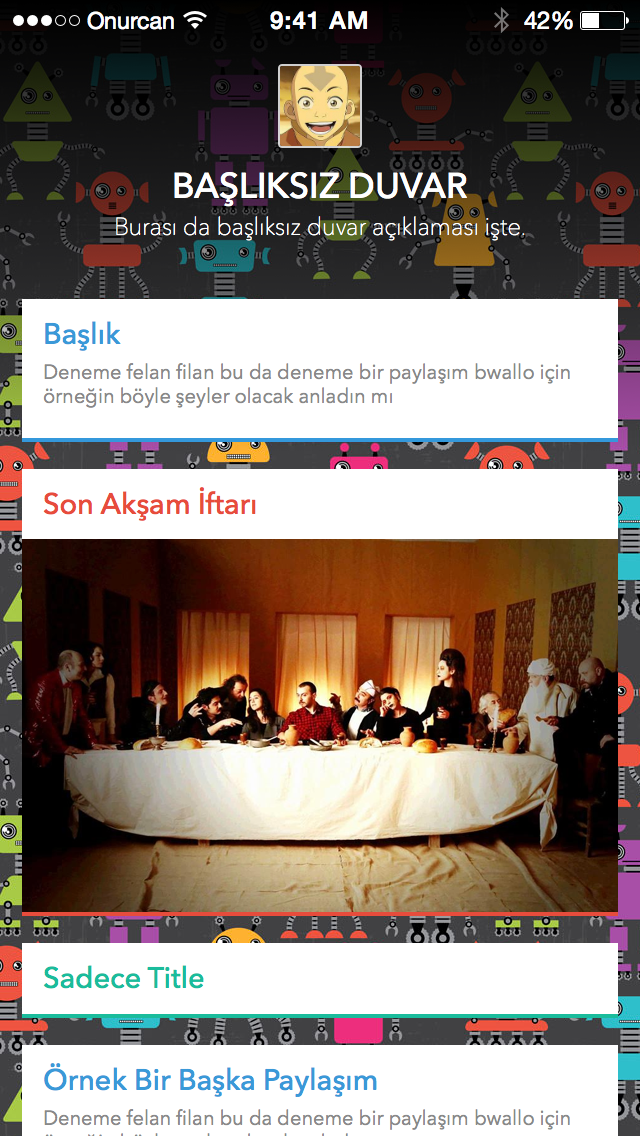 Onurcan 9:41 AM 42%
BAŞLIKSIZ DUVAR
Burası da başlıksız duvar açıklaması işte.
Başlık
Deneme felan filan bu da deneme bir paylaşım bwallo için
örneğin böyle şeyler olacak anladın mı
Son Akşam İftarı
Sadece Title
Örnek Bir Başka Paylaşım
Deneme felan filan bu da deneme bir paylaşım bwallo için